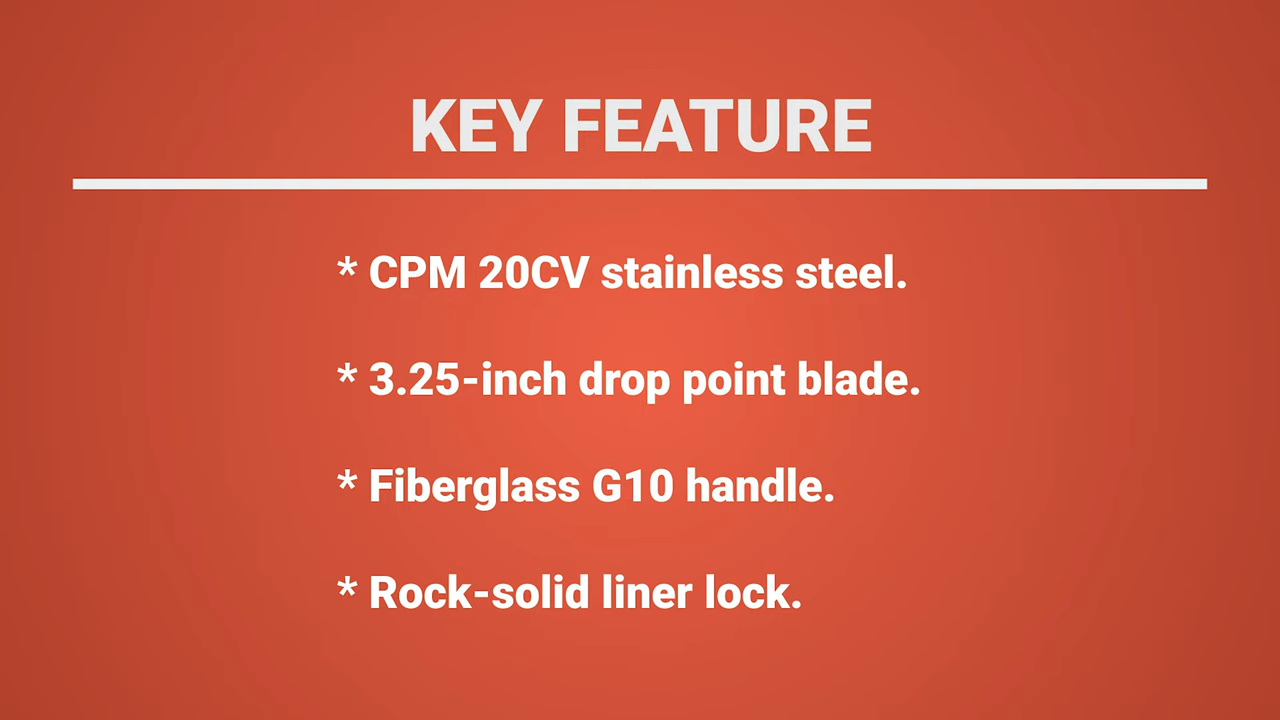 KEY FEATURE
* CPM 20CV stainless steel.
* 3.25-inch drop point blade.
* Fiberglass G10 handle.
* Rock-solid liner lock.